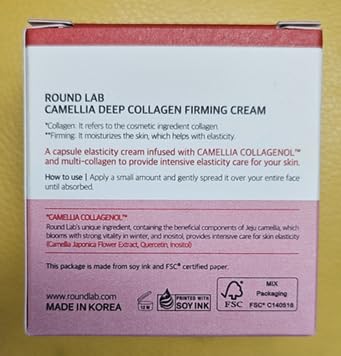 ROUND LAB
CAMELLIA DEEP COLLAGEN FIRMING CREAM
*Collagen: It refers to the cosmetic ingredient collagen.
**Firming: It moisturizes the skin, which helps with elasticity.
A capsule elasticity cream infused with CAMELLIA COLLAGENOL™
and multi-collagen to provide intensive elasticity care for your skin.
How to use | Apply a small amount and gently spread it over your entire face
until absorbed.
*CAMELLIA COLLAGENOL™
Round Lab's unique ingredient, containing the beneficial components of Jeju camellia, which
blooms with strong vitality in winter, and inositol, provides intensive care for skin elasticity
(Camellia Japonica Flower Extract, Quercetin, Inositol)
This package is made from soy ink and FSC® certified paper.
www.roundlab.com
MADE IN KOREA
12 M
PRINTED WITH
SOY INK
FSC
MIX
Packaging
FSC® C140516